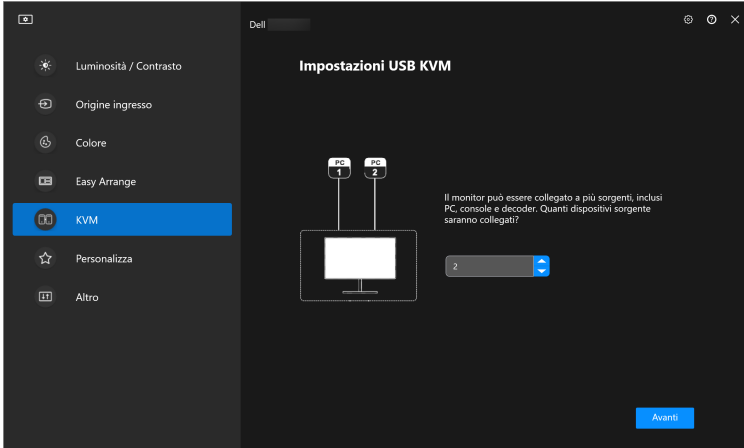 Dell
Luminosità / Contrasto
Origine ingresso
Colore
Easy Arrange
KVM
Personalizza
Altro
Impostazioni USB KVM
PC
1
PC
2
Il monitor può essere collegato a più sorgenti, inclusi
PC, console e decoder. Quanti dispositivi sorgente
saranno collegati?
2
Avanti